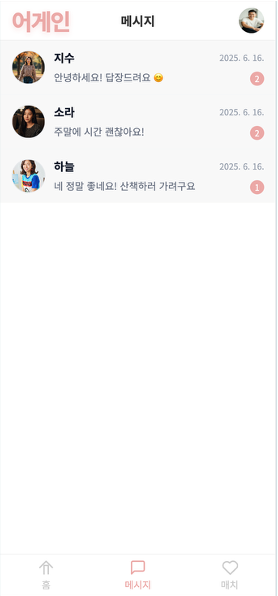 어게인
메시지
지수
2025. 6. 16.
안녕하세요! 답장드려요 😊
2
소라
2025. 6. 16.
주말에 시간 괜찮아요!
2
하늘
2025. 6. 16.
네 정말 좋네요! 산책하러 가려구요
1
홈
메시지
매치